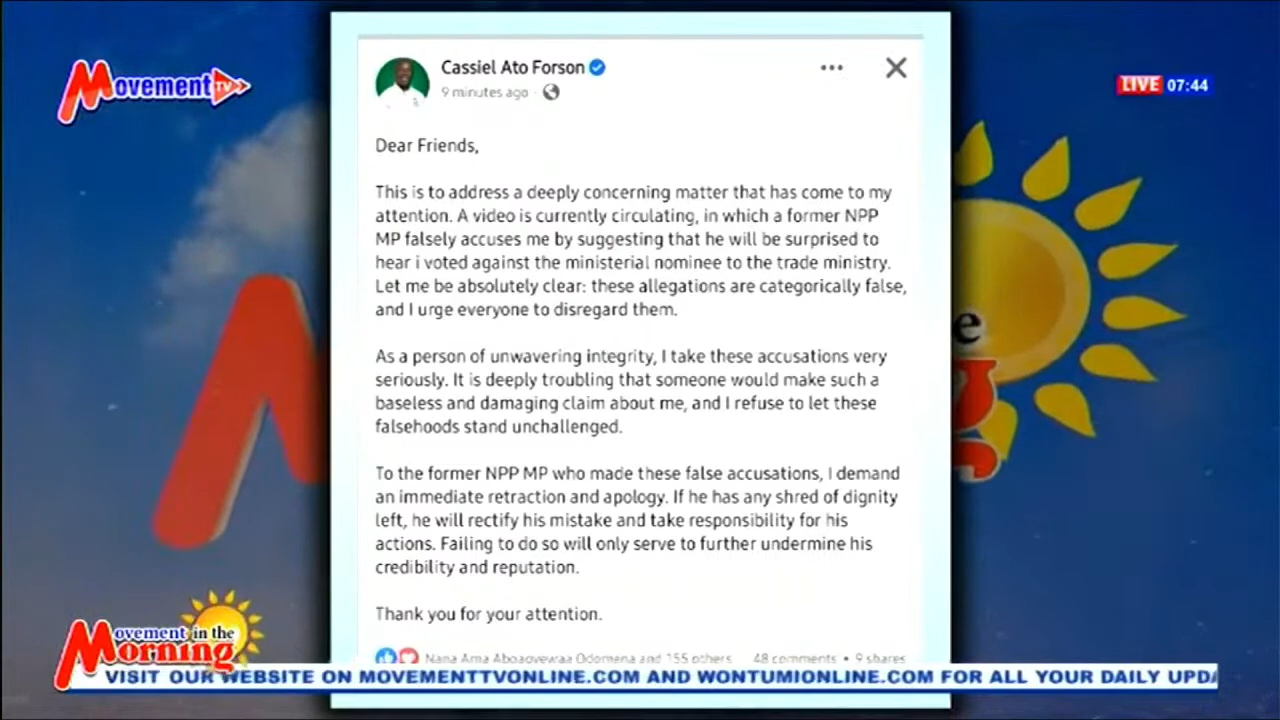 Movement TV
LIVE 07:44
Cassiel Ato Forson
9 minutes ago
Dear Friends,
This is to address a deeply concerning matter that has come to my
attention. A video is currently circulating, in which a former NPP
MP falsely accuses me by suggesting that he will be surprised to
hear i voted against the ministerial nominee to the trade ministry.
Let me be absolutely clear: these allegations are categorically false,
and I urge everyone to disregard them.
As a person of unwavering integrity, I take these accusations very
seriously. It is deeply troubling that someone would make such a
baseless and damaging claim about me, and I refuse to let these
falsehoods stand unchallenged.
To the former NPP MP who made these false accusations, I demand
an immediate retraction and apology. If he has any shred of dignity
left, he will rectify his mistake and take responsibility for his
actions. Failing to do so will only serve to further undermine his
credibility and reputation.
Thank you for your attention.
Nana Ama Aboagyewaa Odomena and 155 others 48 comments • 9 shares
Movement in the
Morning
VISIT OUR WEBSITE ON MOVEMENTTVONLINE.COM AND WONTUMIONLINE.COM FOR ALL YOUR DAILY UPDA